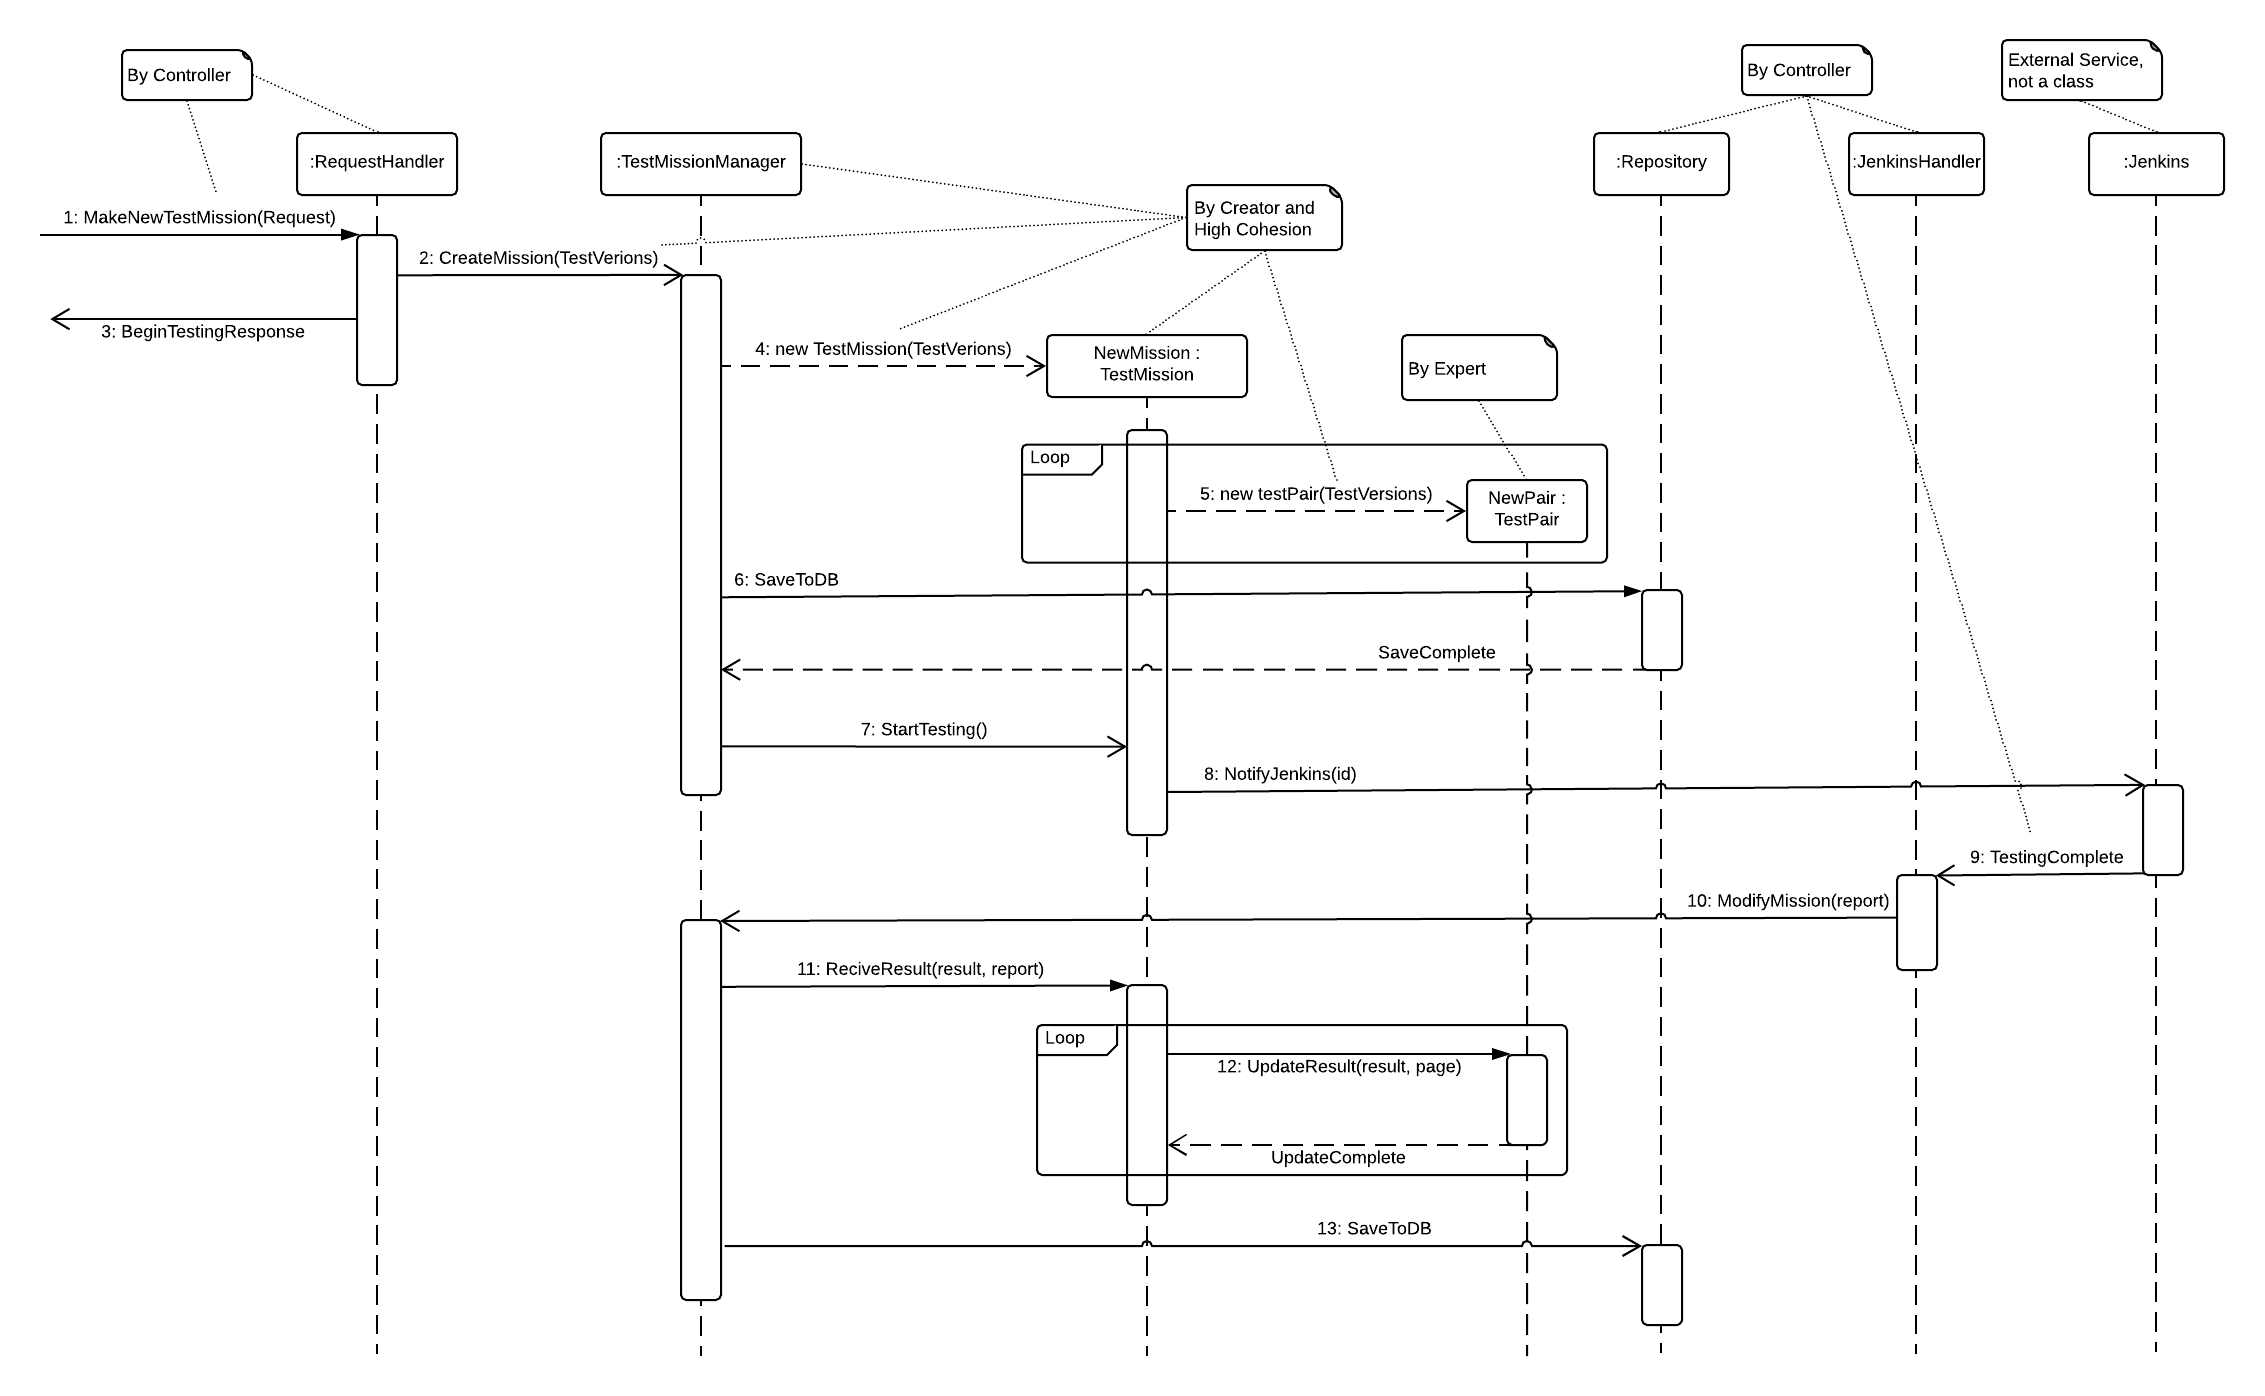 By Controller
By Controller
External Service,
not a class
:RequestHandler
:TestMissionManager
:Repository
:JenkinsHandler
:Jenkins
By Creator and
High Cohesion
1: MakeNewTestMission(Request)
2: CreateMission(TestVerions)
3: BeginTestingResponse
4: new TestMission(TestVerions)
NewMission :
TestMission
By Expert
Loop
5: new testPair(TestVersions)
NewPair :
TestPair
6: SaveToDB
SaveComplete
7: StartTesting()
8: NotifyJenkins(id)
9: TestingComplete
10: ModifyMission(report)
11: ReciveResult(result, report)
Loop
12: UpdateResult(result, page)
UpdateComplete
13: SaveToDB